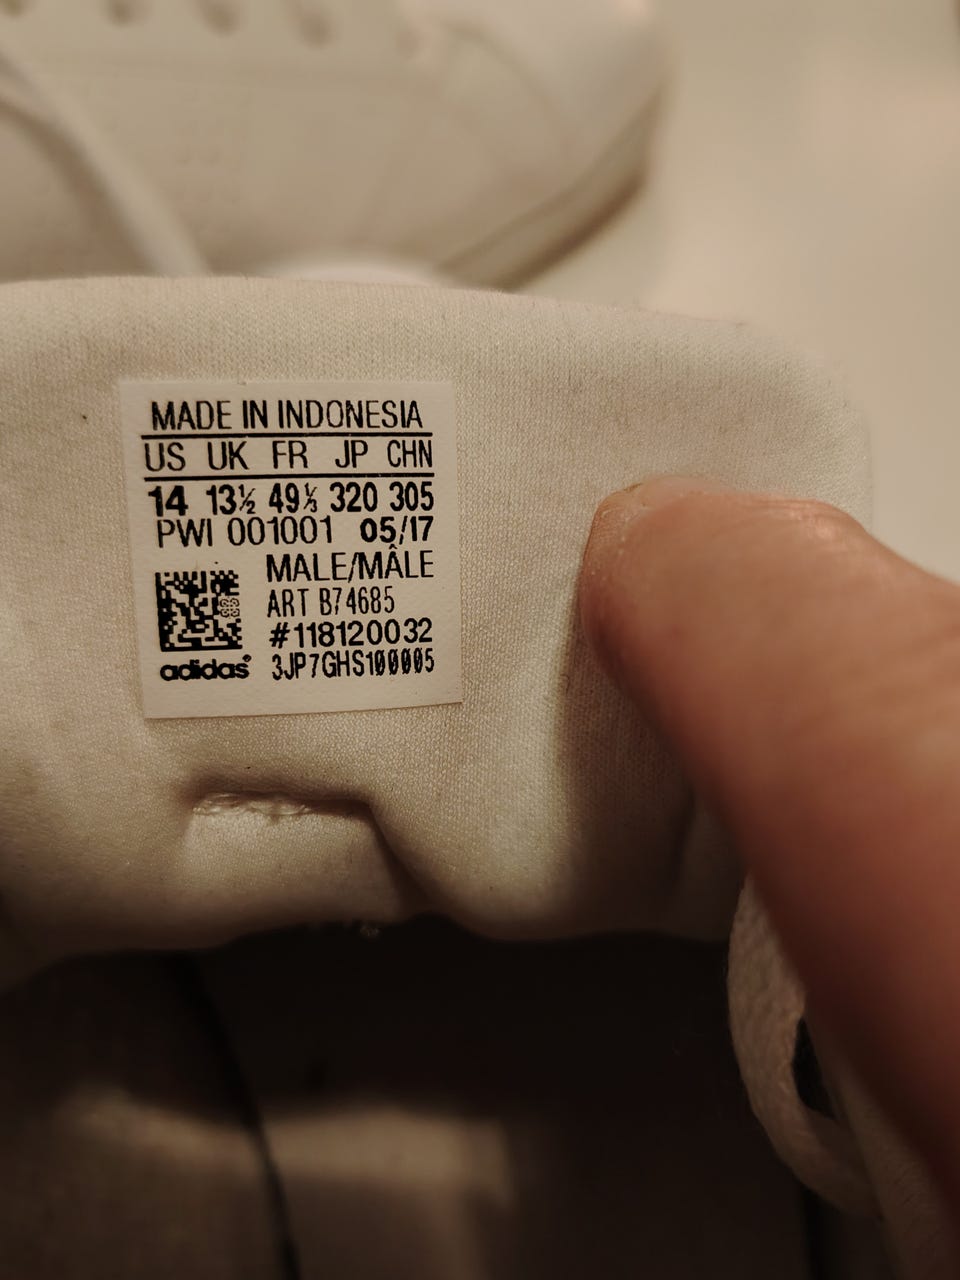 MADE IN INDONESIA
US UK FR JP CHN
14 13½ 49⅓ 320 305
PWI 001001 05/17
MALE/MÂLE
ART B74685
#118120032
adidas® 3JP7GHS100005